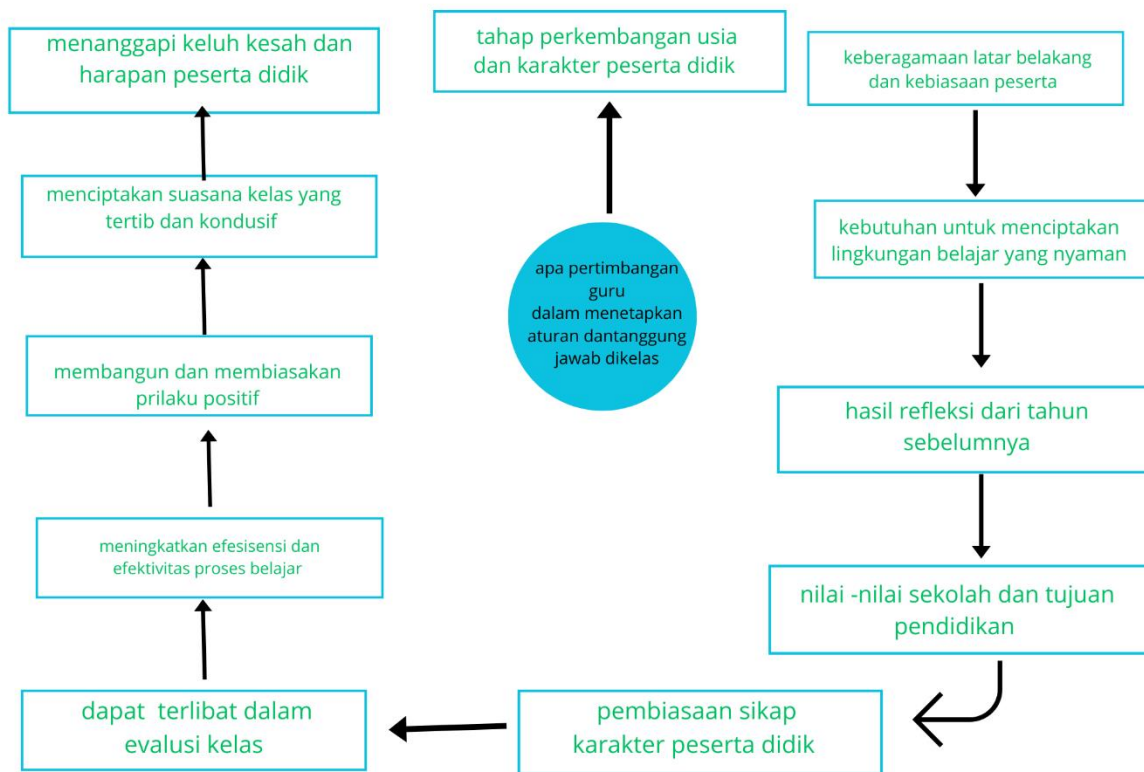 menanggapi keluh kesah dan
harapan peserta didik
tahap perkembangan usia
dan karakter peserta didik
keberagamaan latar belakang
dan kebiasaan peserta
menciptakan suasana kelas yang
tertib dan kondusif
kebutuhan untuk menciptakan
lingkungan belajar yang nyaman
apa pertimbangan
guru
dalam menetapkan
aturan dantanggung
jawab dikelas
membangun dan membiasakan
prilaku positif
hasil refleksi dari tahun
sebelumnya
meningkatkan efesisensi dan
efektivitas proses belajar
nilai -nilai sekolah dan tujuan
pendidikan
dapat terlibat dalam
evalusi kelas
pembiasaan sikap
karakter peserta didik